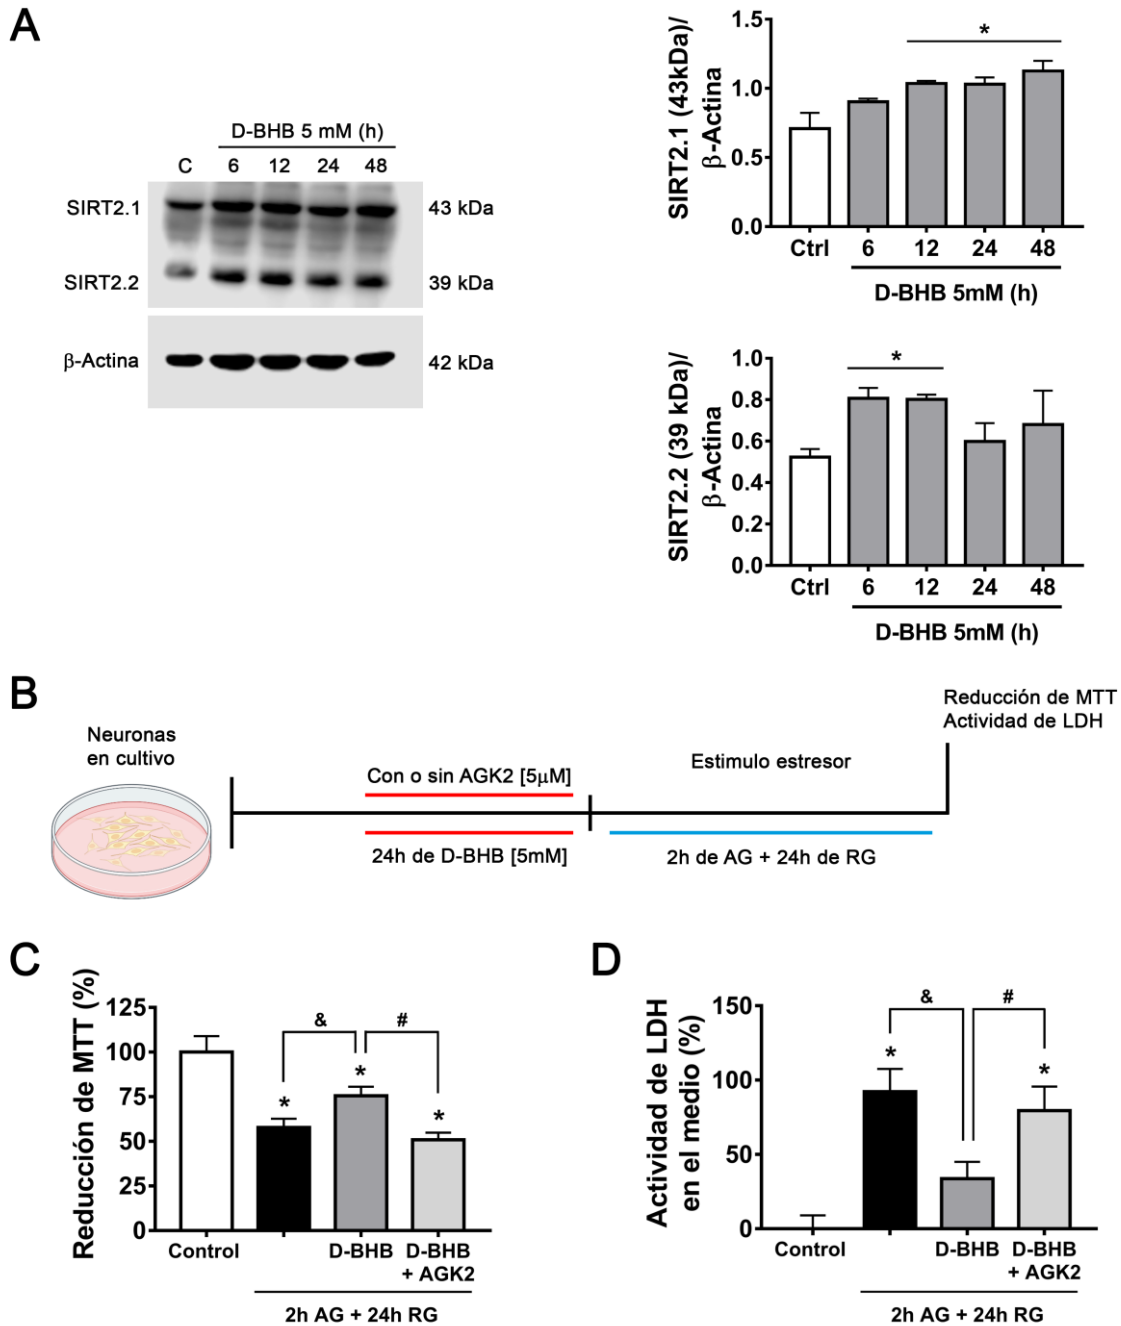 A
D-BHB 5 mM (h)
C 6 12 24 48
SIRT2.1 43 kDa
SIRT2.2 39 kDa
β-Actina 42 kDa
SIRT2.1 (43kDa)/
β-Actina
1.5
1.0
0.5
0.0
*
Ctrl 6 12 24 48
D-BHB 5mM (h)
SIRT2.2 (39 kDa)/
β-Actina
1.0
0.8
0.6
0.4
0.2
0.0
*
Ctrl 6 12 24 48
D-BHB 5mM (h)
B
Neuronas
en cultivo
Con o sin AGK2 [5μM]
24h de D-BHB [5mM]
Estimulo estresor
2h de AG + 24h de RG
Reducción de MTT
Actividad de LDH
C
Reducción de MTT (%)
125
100
75
50
25
0
& #
* * *
Control D-BHB D-BHB
+ AGK2
2h AG + 24h RG
D
Actividad de LDH
en el medio (%)
150
100
50
0
& #
* *
Control D-BHB D-BHB
+ AGK2
2h AG + 24h RG